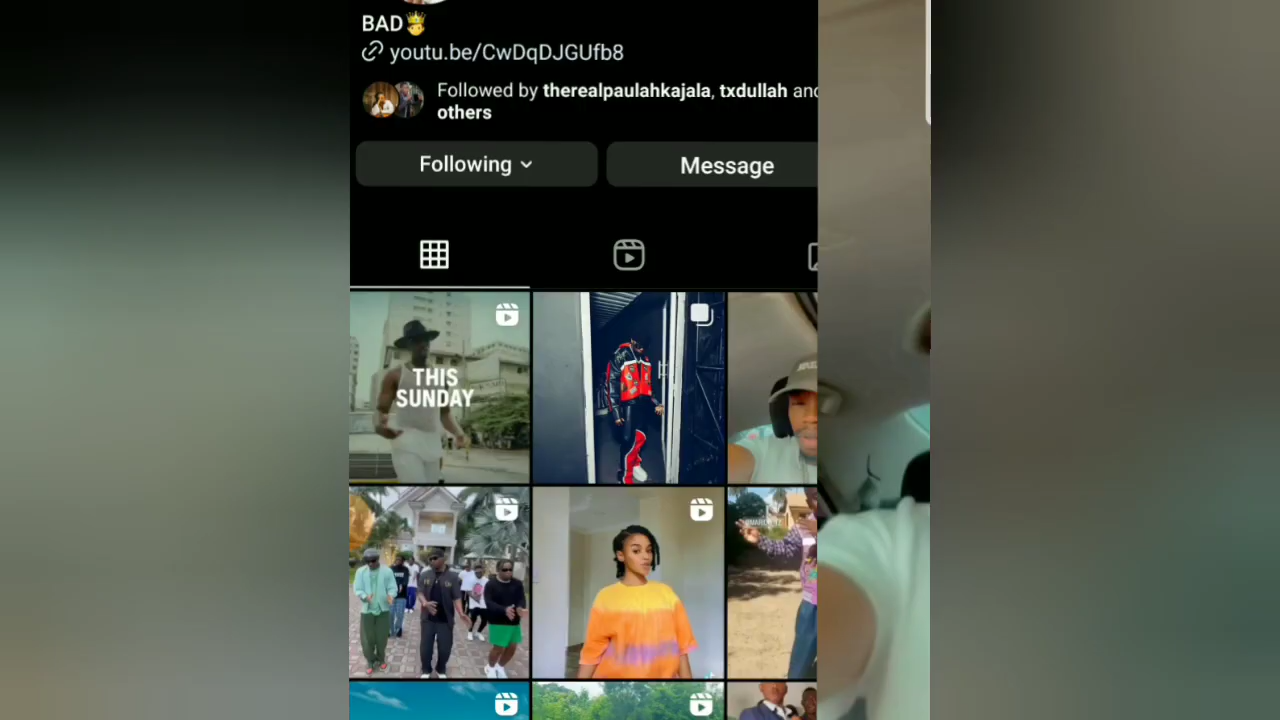 BAD🤴
youtu.be/CwDqDJGUfb8
Followed by therealpaulahkajala, txdullah and
others
Following
Message
THIS
SUNDAY